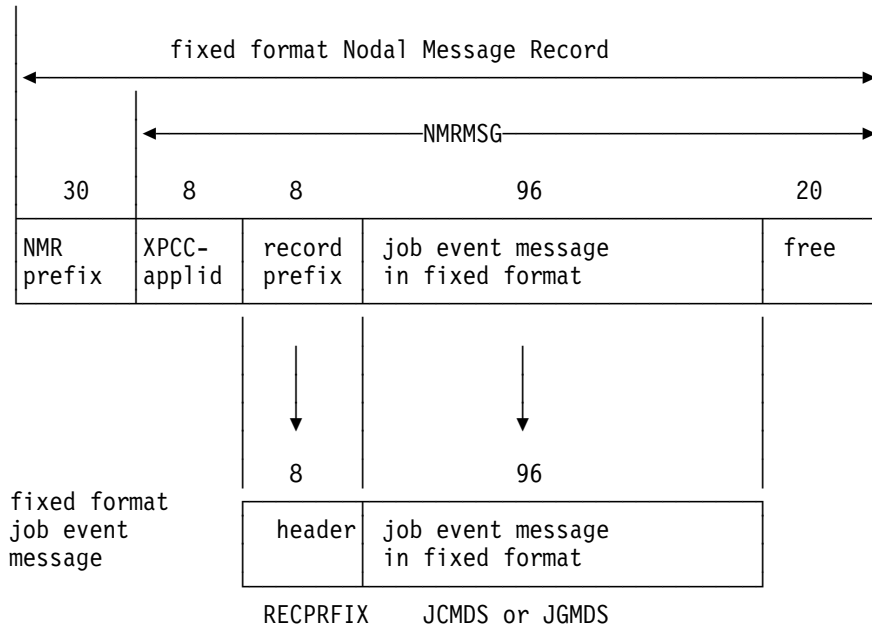 fixed format Nodal Message Record
NMRMSG
30 8 8 96 20
NMR XPCC- record job event message free
prefix applid prefix in fixed format
8 96
fixed format
job event header job event message
message in fixed format
RECPRFIX JCMDS or JGMDS